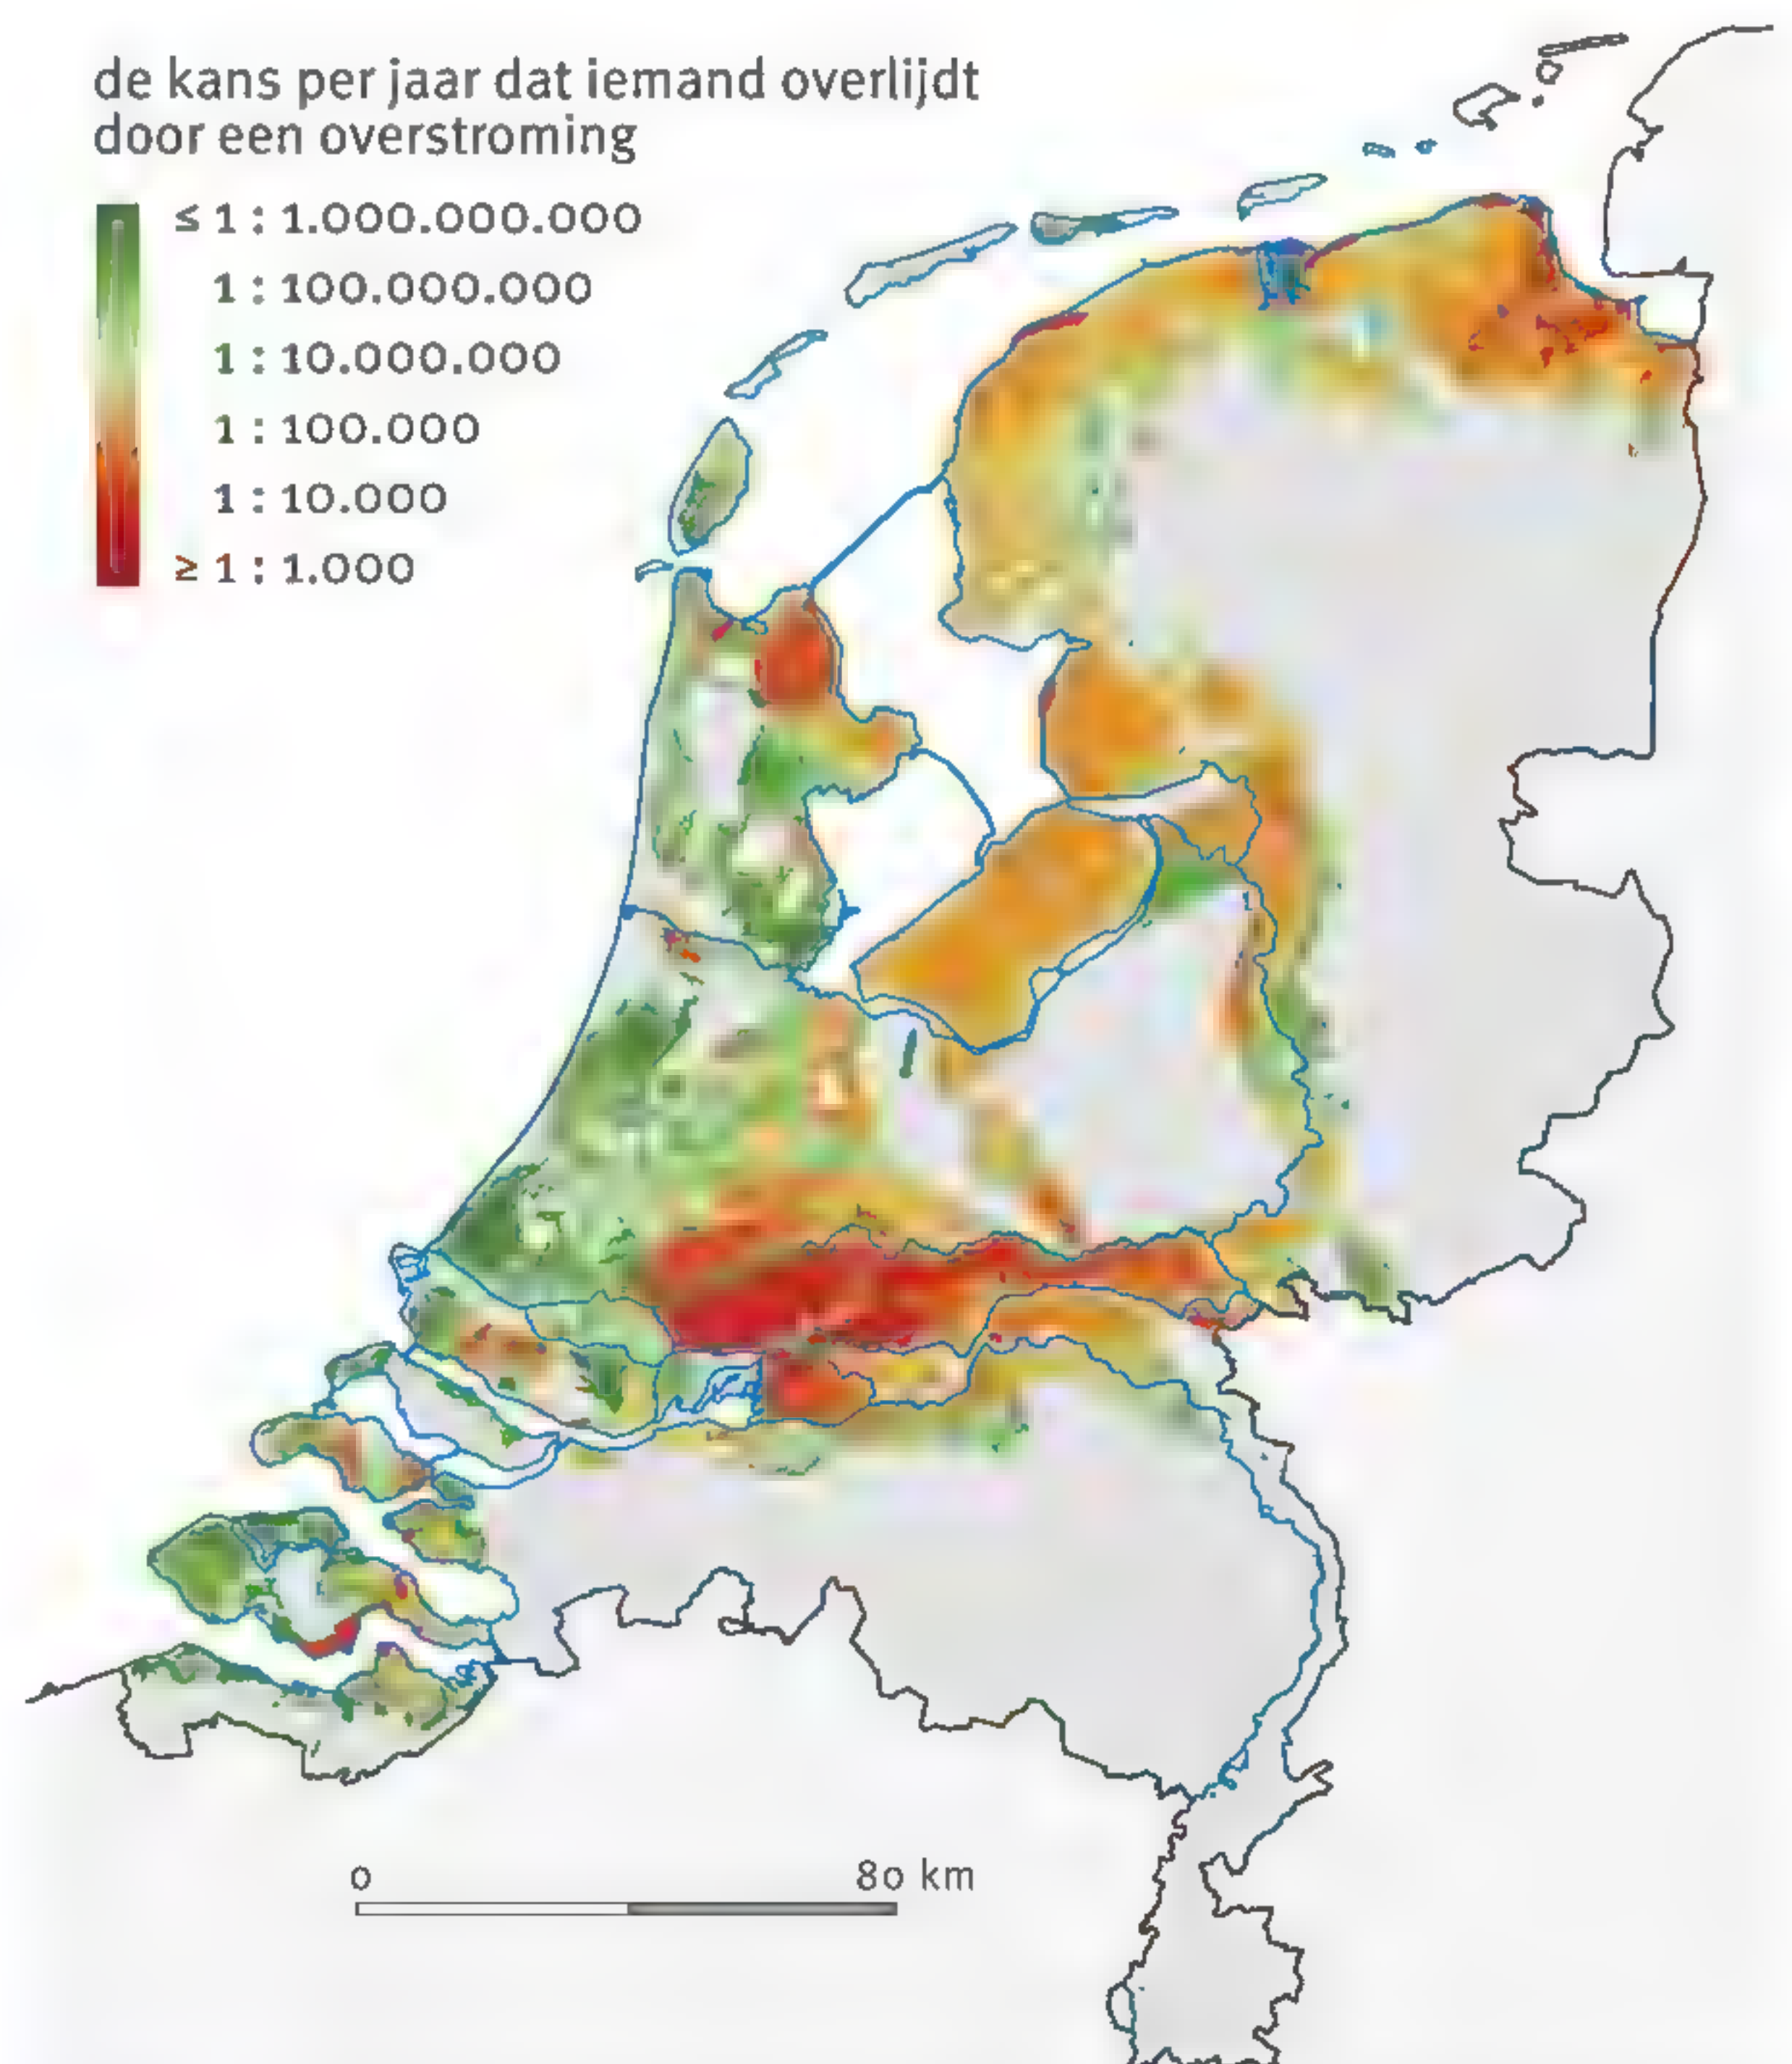 de kans per jaar dat iemand overlijdt
door een overstroming
≤ 1 : 1.000.000.000
1 : 100.000.000
1 : 10.000.000
1 : 100.000
1 : 10.000
≥ 1 : 1.000
0 80 km